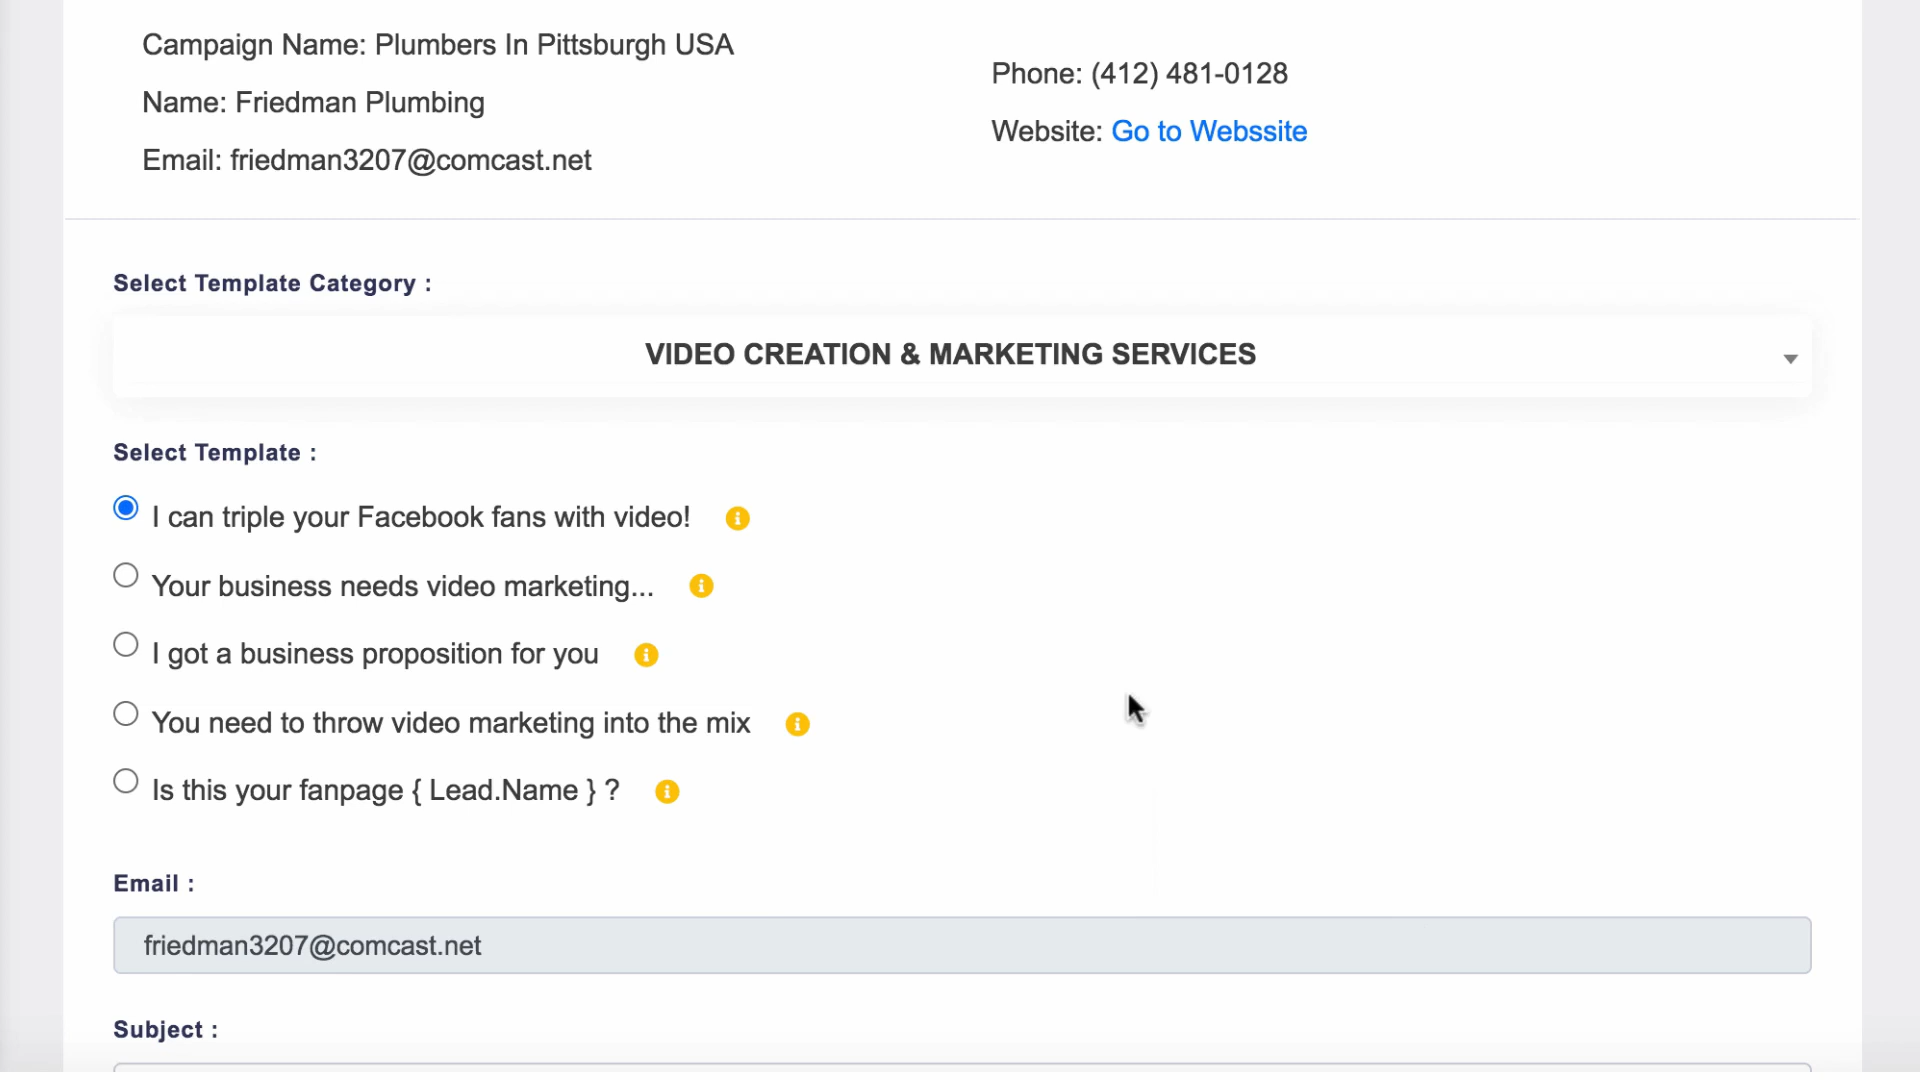 Campaign Name: Plumbers In Pittsburgh USA
Name: Friedman Plumbing
Email: friedman3207@comcast.net
Phone: (412) 481-0128
Website: Go to Webssite
Select Template Category :
VIDEO CREATION & MARKETING SERVICES
Select Template :
I can triple your Facebook fans with video!
Your business needs video marketing...
I got a business proposition for you
You need to throw video marketing into the mix
Is this your fanpage { Lead.Name } ?
Email :
friedman3207@comcast.net
Subject :